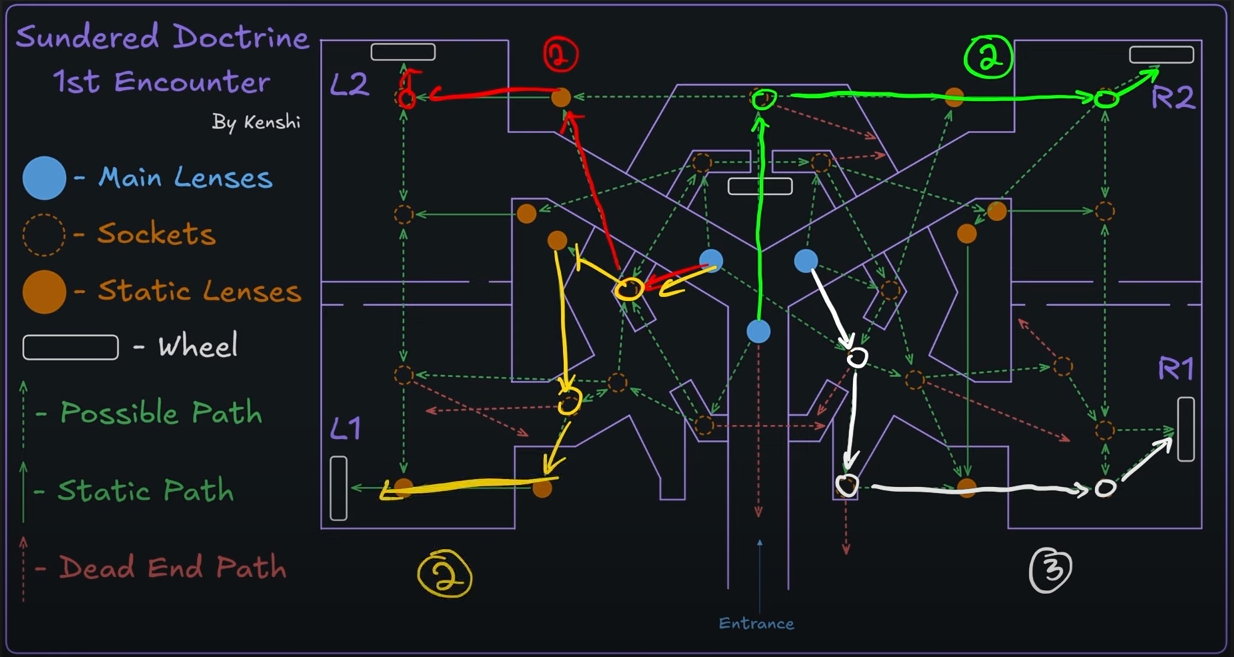 Sundered Doctrine
1st Encounter
By Kenshi
- Main Lenses
- Sockets
- Static Lenses
- Wheel
- Possible Path
- Static Path
- Dead End Path
L2
2
2
R2
L1
R1
2
3
Entrance